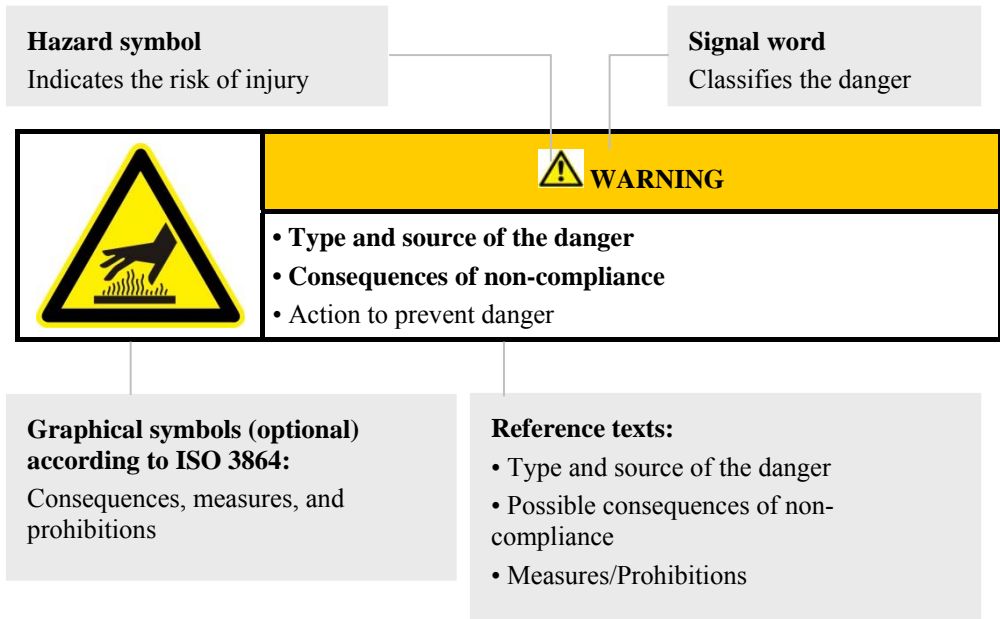 Hazard symbol
Indicates the risk of injury
Signal word
Classifies the danger
WARNING
• Type and source of the danger
• Consequences of non-compliance
• Action to prevent danger
Graphical symbols (optional)
according to ISO 3864:
Consequences, measures, and
prohibitions
Reference texts:
• Type and source of the danger
• Possible consequences of non-
compliance
• Measures/Prohibitions